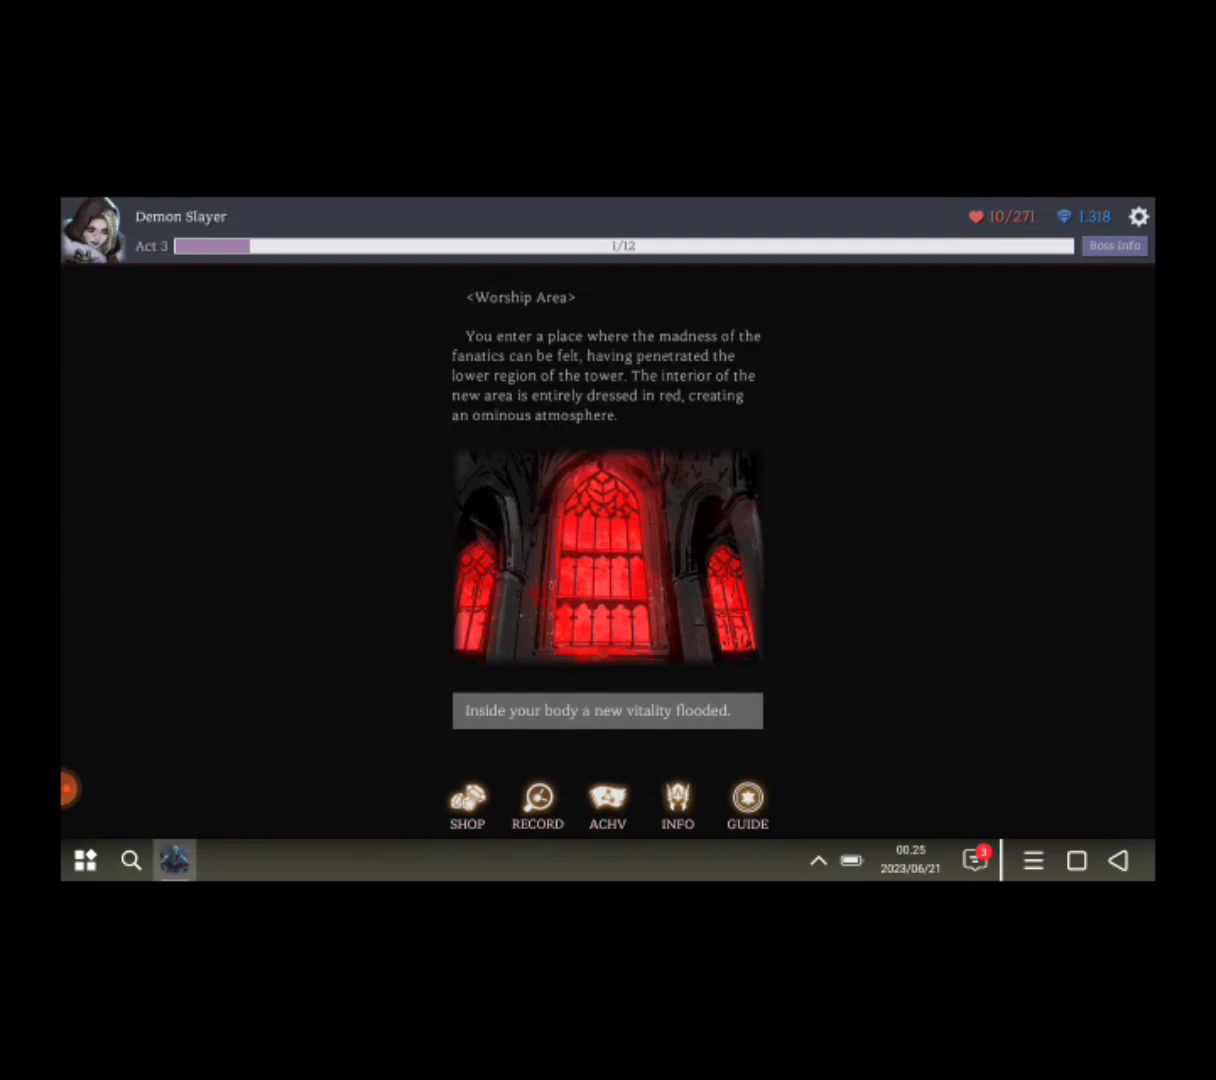 Demon Slayer
10/271
1.318
Act 3
1/12
Boss Info
<Worship Area>
You enter a place where the madness of the
fanatics can be felt, having penetrated the
lower region of the tower. The interior of the
new area is entirely dressed in red, creating
an ominous atmosphere.
Inside your body a new vitality flooded.
SHOP
RECORD
ACHV
INFO
GUIDE
00.25
2023/06/21
3